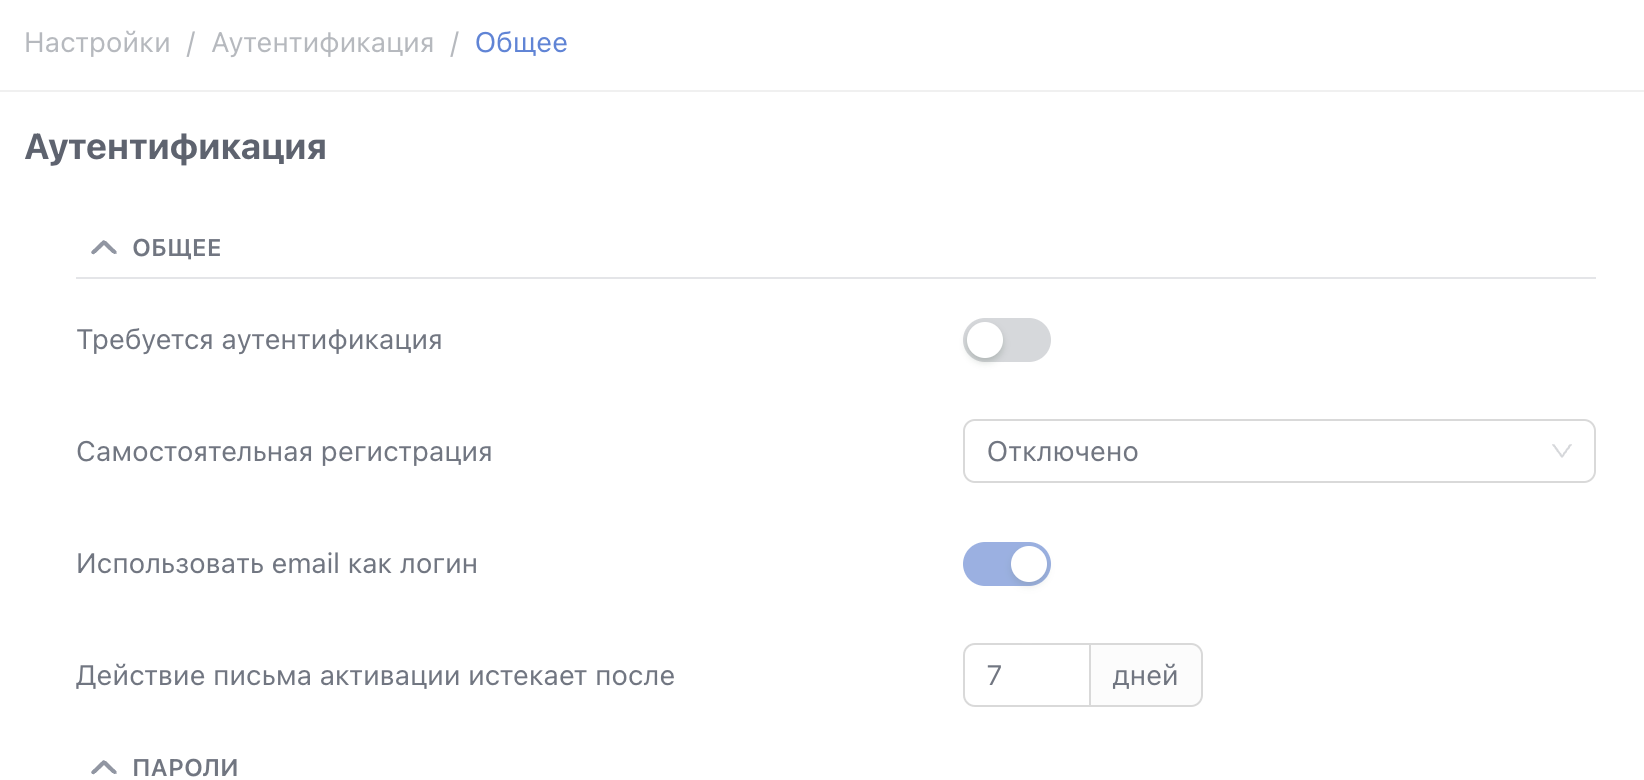 Настройки / Аутентификация / Общее
Аутентификация
ОБЩЕЕ
Требуется аутентификация
Самостоятельная регистрация Отключено
Использовать email как логин
Действие письма активации истекает после 7 дней
ПАРОЛИ